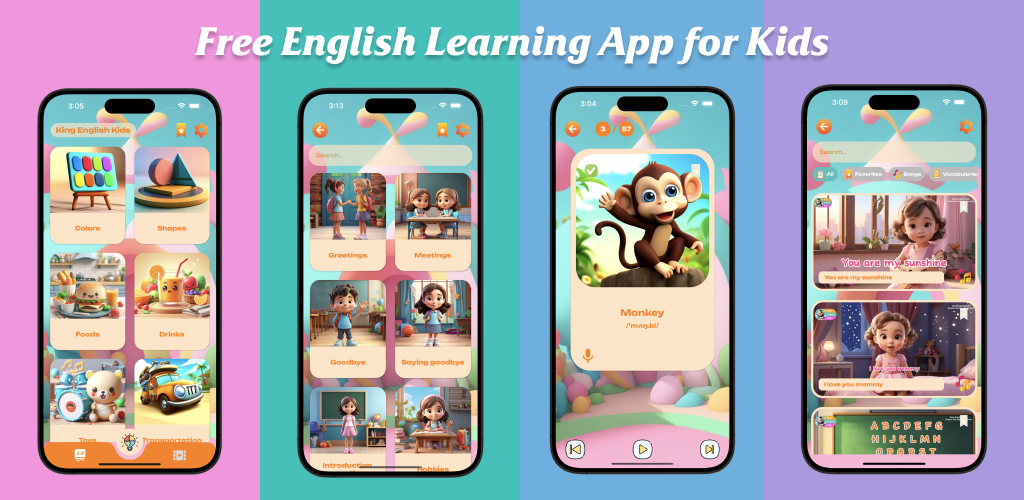 Free English Learning App for Kids
3:05
King English Kids
Colors
Shapes
Foods
Drinks
Toys
Transportation
3:13
Search...
Greetings
Meetings
Goodbye
Saying goodbye
Introduction
Hobbies
3:04
3 / 57
Monkey
/'mʌŋ.ki/
3:09
Search...
All
Favorites
Songs
Vocabularies
You are my sunshine
You are my sunshine
I love you mommy
I love you mommy
A B C D E F G
H I J K L M N
O P Q R S T